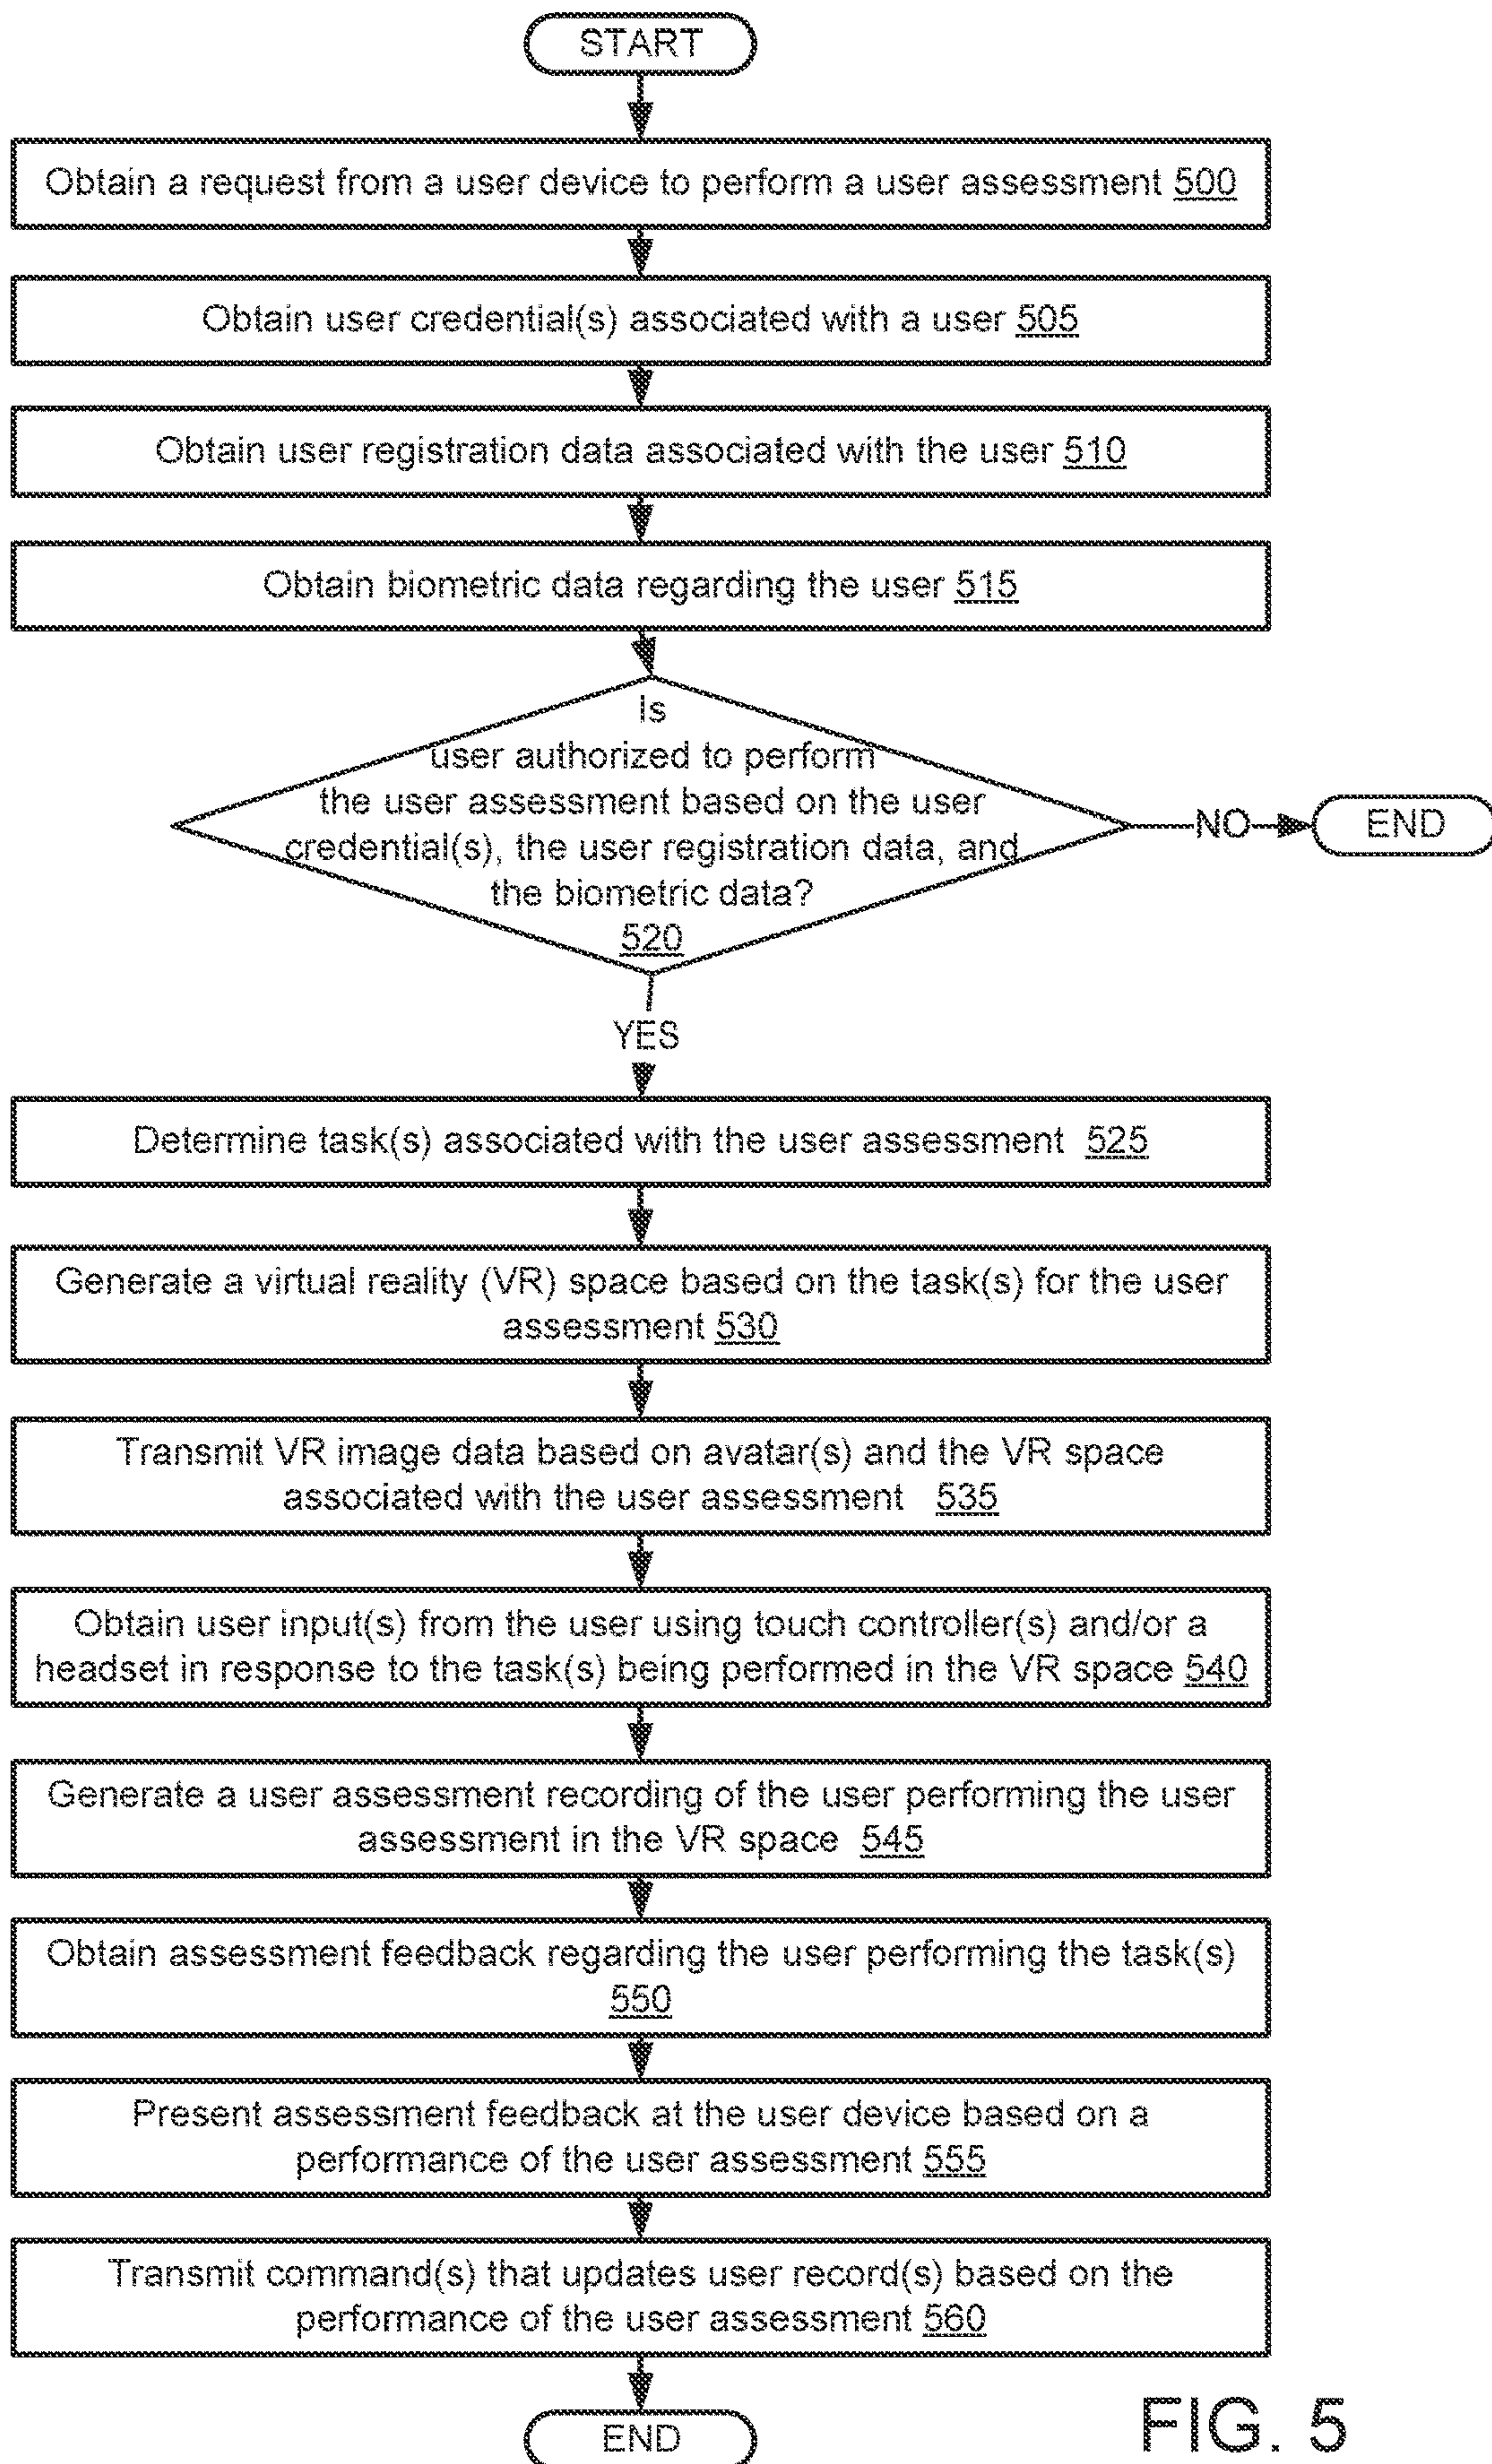 START
Obtain a request from a user device to perform a user assessment 500
Obtain user credential(s) associated with a user 505
Obtain user registration data associated with the user 510
Obtain biometric data regarding the user 515
Is
user authorized to perform
the user assessment based on the user
credential(s), the user registration data, and
the biometric data?
520
NO
END
YES
Determine task(s) associated with the user assessment 525
Generate a virtual reality (VR) space based on the task(s) for the user
assessment 530
Transmit VR image data based on avatar(s) and the VR space
associated with the user assessment 535
Obtain user input(s) from the user using touch controller(s) and/or a
headset in response to the task(s) being performed in the VR space 540
Generate a user assessment recording of the user performing the user
assessment in the VR space 545
Obtain assessment feedback regarding the user performing the task(s)
550
Present assessment feedback at the user device based on a
performance of the user assessment 555
Transmit command(s) that updates user record(s) based on the
performance of the user assessment 560
END
FIG. 5